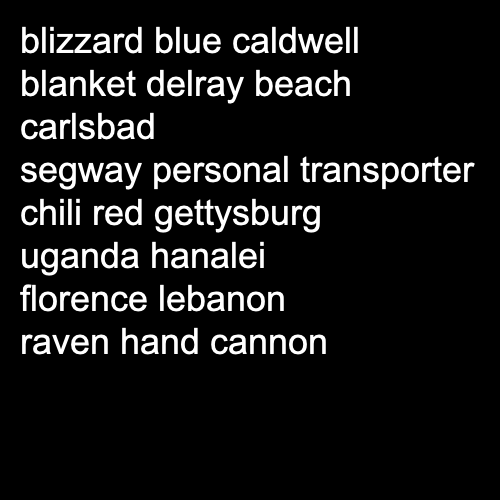 blizzard blue caldwell
blanket delray beach
carlsbad
segway personal transporter
chili red gettysburg
uganda hanalei
florence lebanon
raven hand cannon